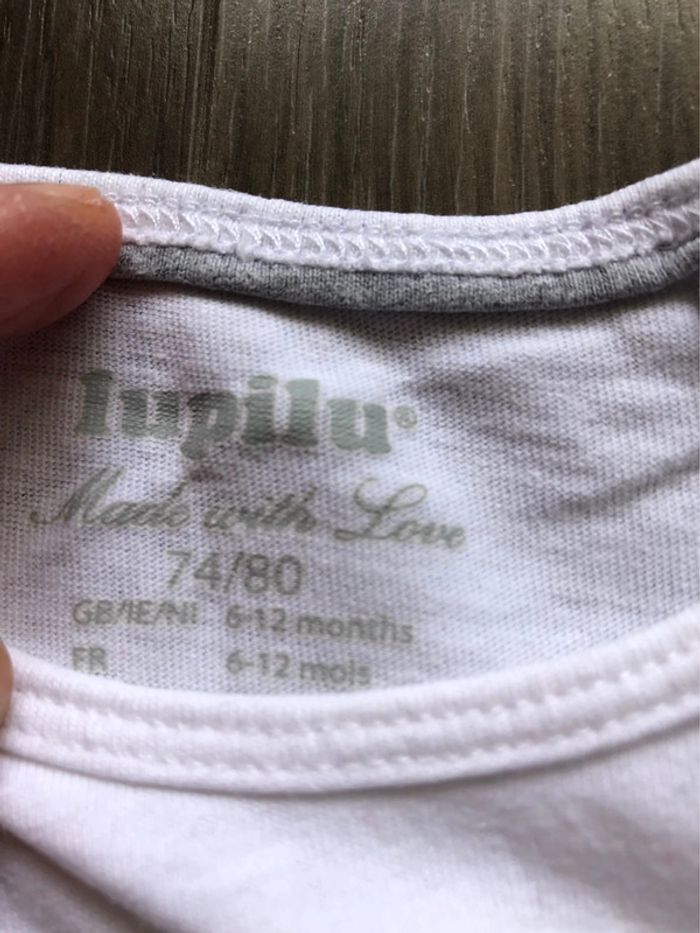 lupilu®
Made with Love
74/80
GB/IE/NI 6-12 months
FR 6-12 mois